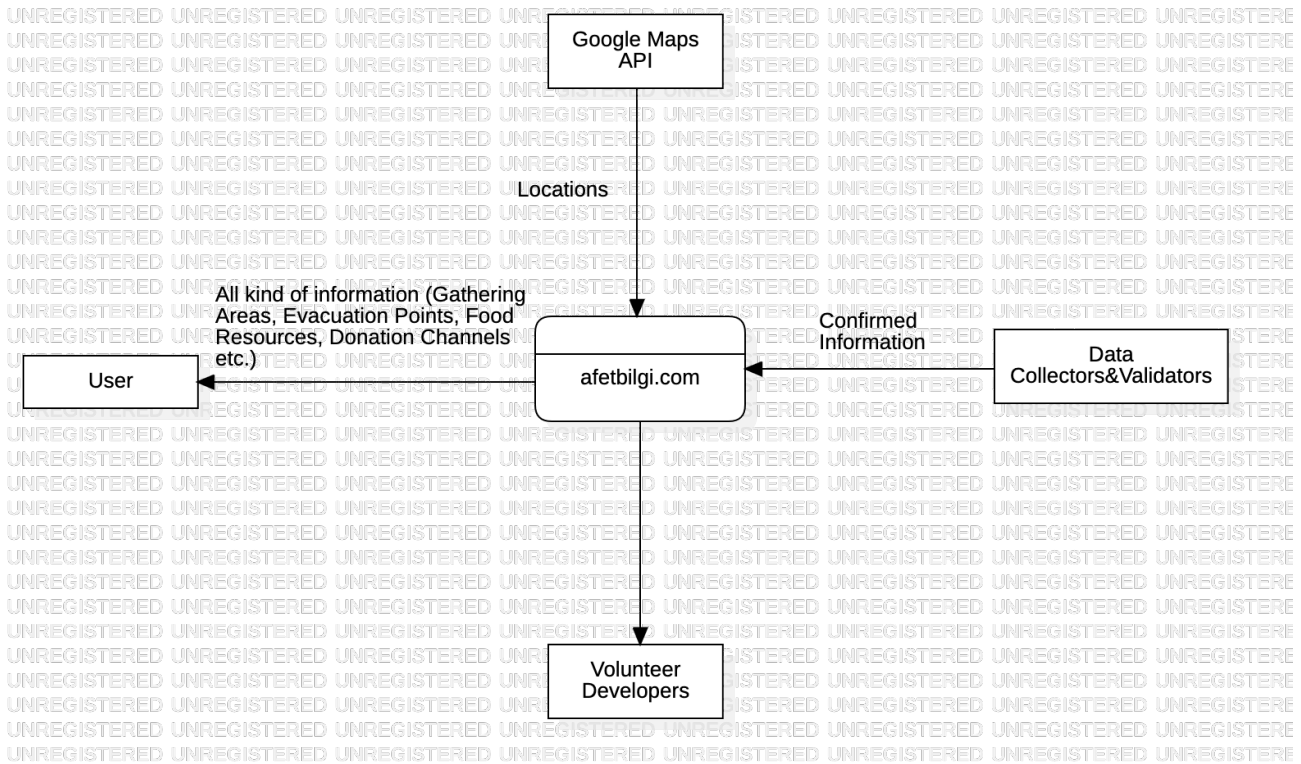 Google Maps
API
Locations
All kind of information (Gathering
Areas, Evacuation Points, Food
Resources, Donation Channels
etc.)
Confirmed
Information
User
afetbilgi.com
Data
Collectors&Validators
Volunteer
Developers
UNREGISTERED